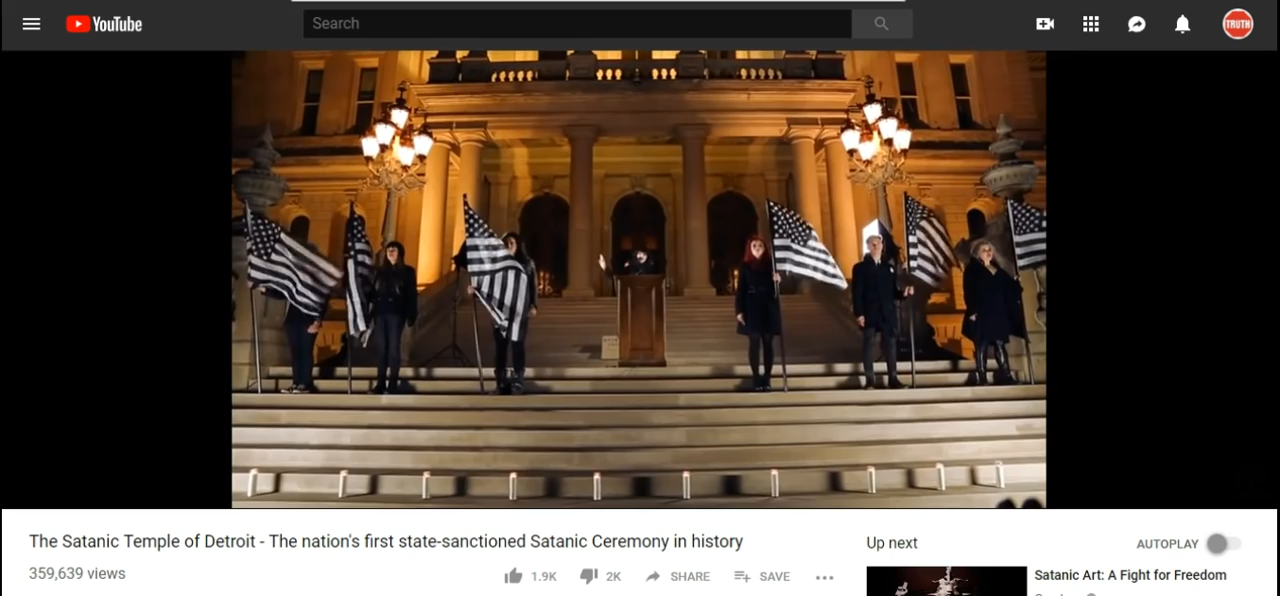 YouTube
Search
TRUTH
The Satanic Temple of Detroit - The nation's first state-sanctioned Satanic Ceremony in history
359,639 views
1.9K
2K
SHARE
SAVE
Up next
AUTOPLAY
Satanic Art: A Fight for Freedom